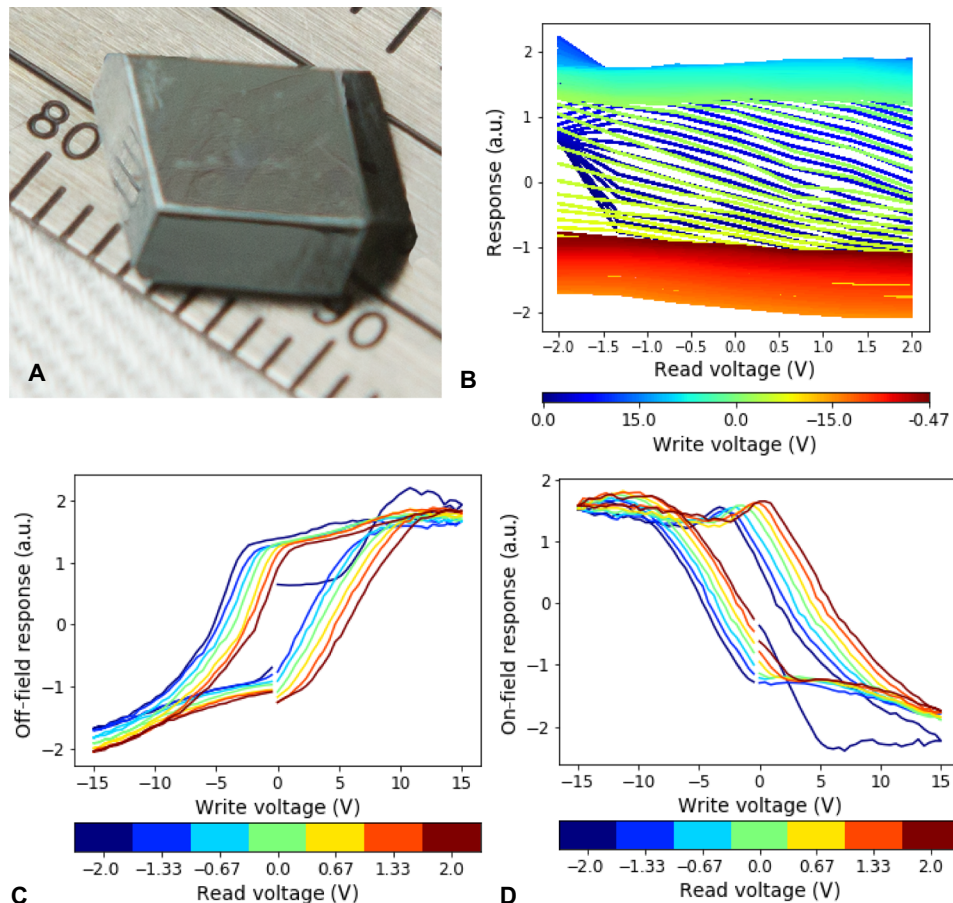 80
90
A
2
1
0
−1
−2
Response (a.u.)
−2.0 −1.5 −1.0 −0.5 0.0 0.5 1.0 1.5 2.0
Read voltage (V)
B
0.0 15.0 0.0 −15.0 -0.47
Write voltage (V)
2
1
0
−1
−2
Off-field response (a.u.)
−15 −10 −5 0 5 10 15
Write voltage (V)
−2.0 −1.33 −0.67 0.0 0.67 1.33 2.0
Read voltage (V)
C
2
1
0
−1
−2
On-field response (a.u.)
−15 −10 −5 0 5 10 15
Write voltage (V)
−2.0 −1.33 −0.67 0.0 0.67 1.33 2.0
Read voltage (V)
D